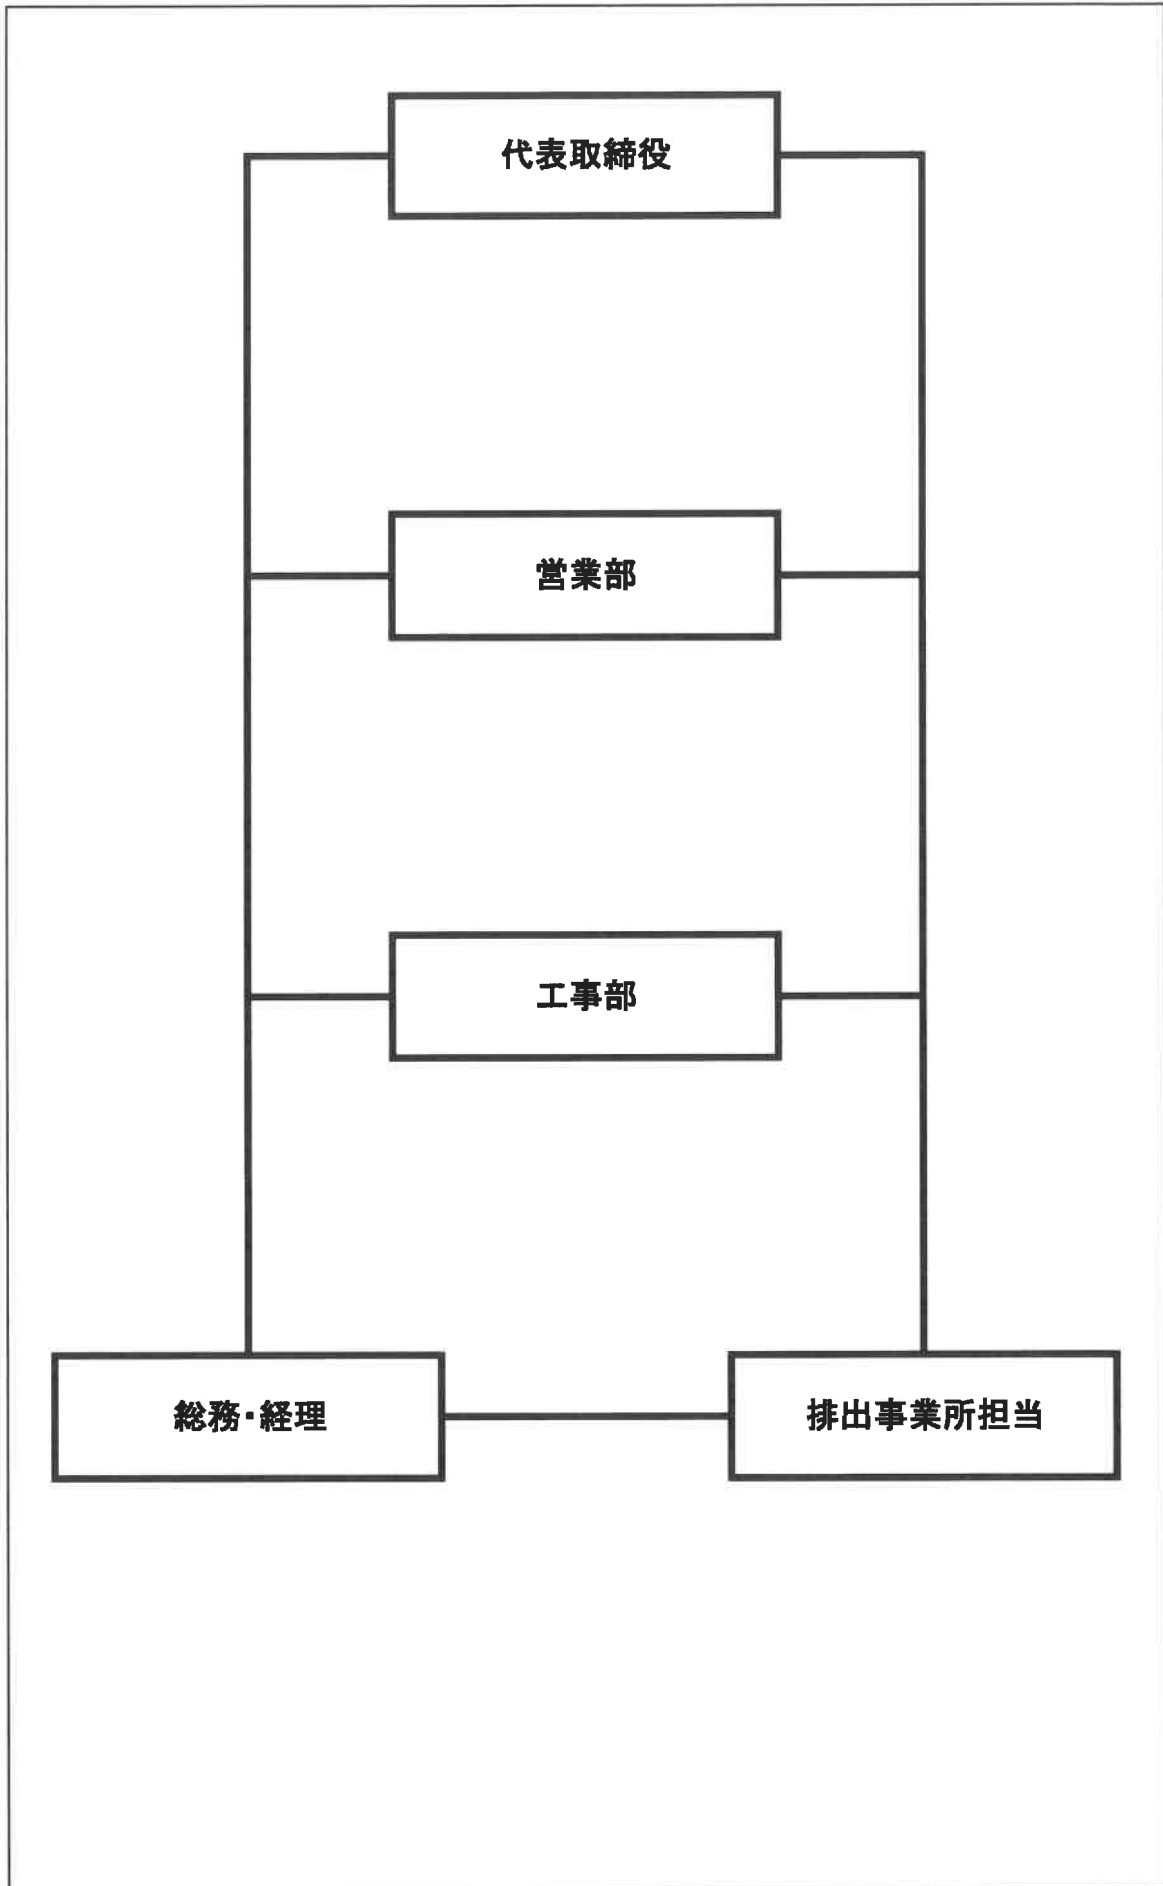 代表取締役
営業部
工事部
総務・経理
排出事業所担当